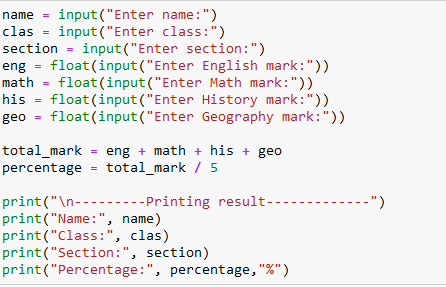 name = input("Enter name:")
clas = input("Enter class:")
section = input("Enter section:")
eng = float(input("Enter English mark:"))
math = float(input("Enter Math mark:"))
his = float(input("Enter History mark:"))
geo = float(input("Enter Geography mark:"))

total_mark = eng + math + his + geo
percentage = total_mark / 5

print("\n---------Printing result-------------")
print("Name:", name)
print("Class:", clas)
print("Section:", section)
print("Percentage:", percentage,"%")